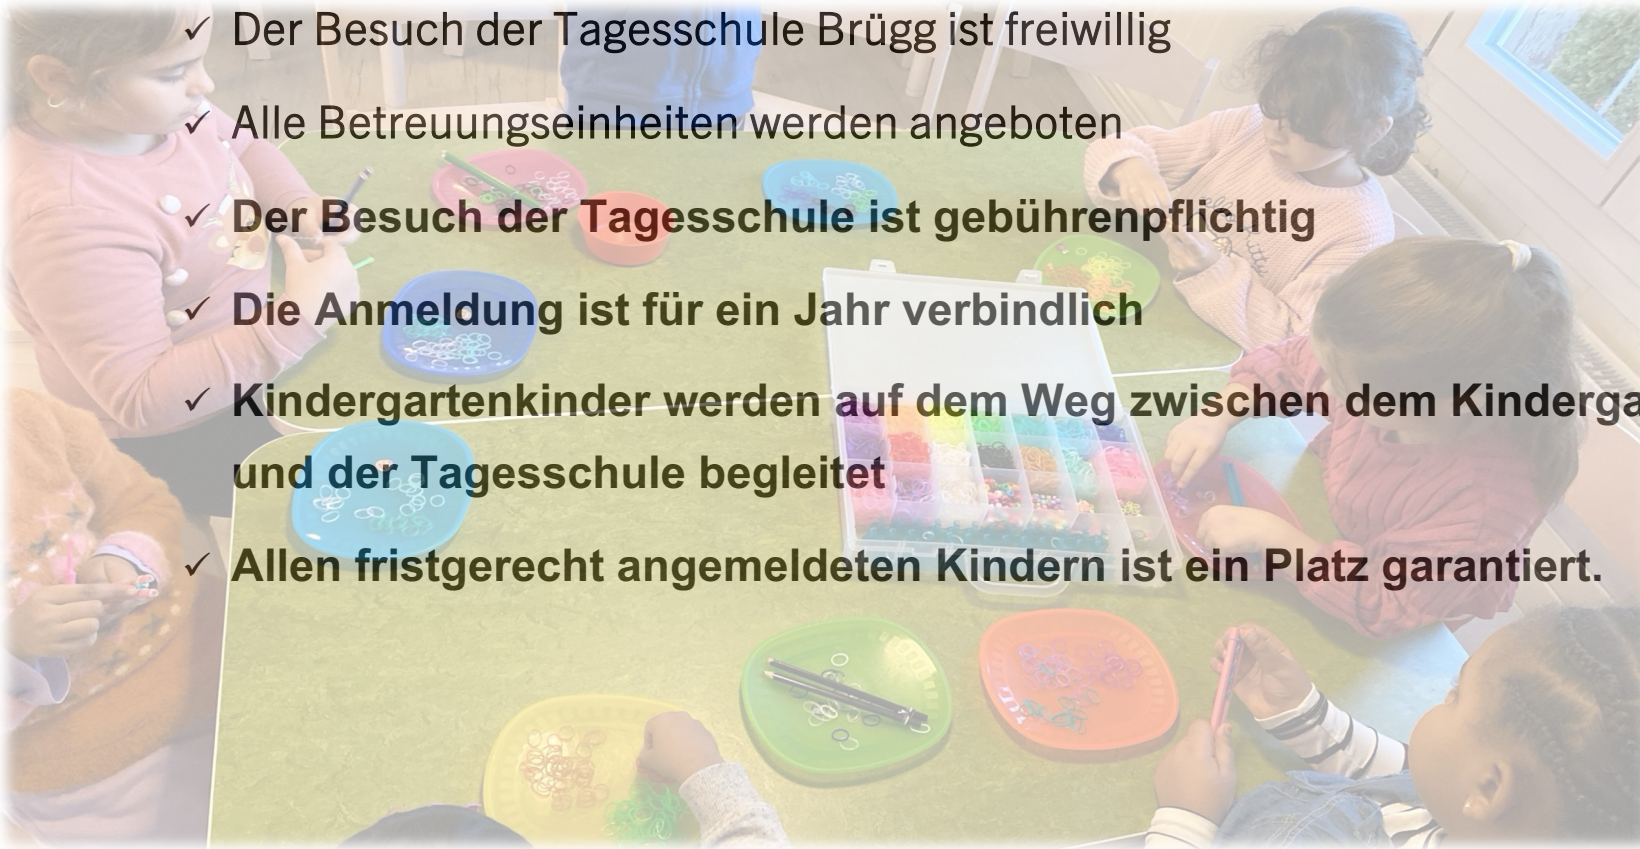 ✓ Der Besuch der Tagesschule Brügg ist freiwillig
✓ Alle Betreuungseinheiten werden angeboten
✓ Der Besuch der Tagesschule ist gebührenpflichtig
✓ Die Anmeldung ist für ein Jahr verbindlich
✓ Kindergartenkinder werden auf dem Weg zwischen dem Kinderga
und der Tagesschule begleitet
✓ Allen fristgerecht angemeldeten Kindern ist ein Platz garantiert.